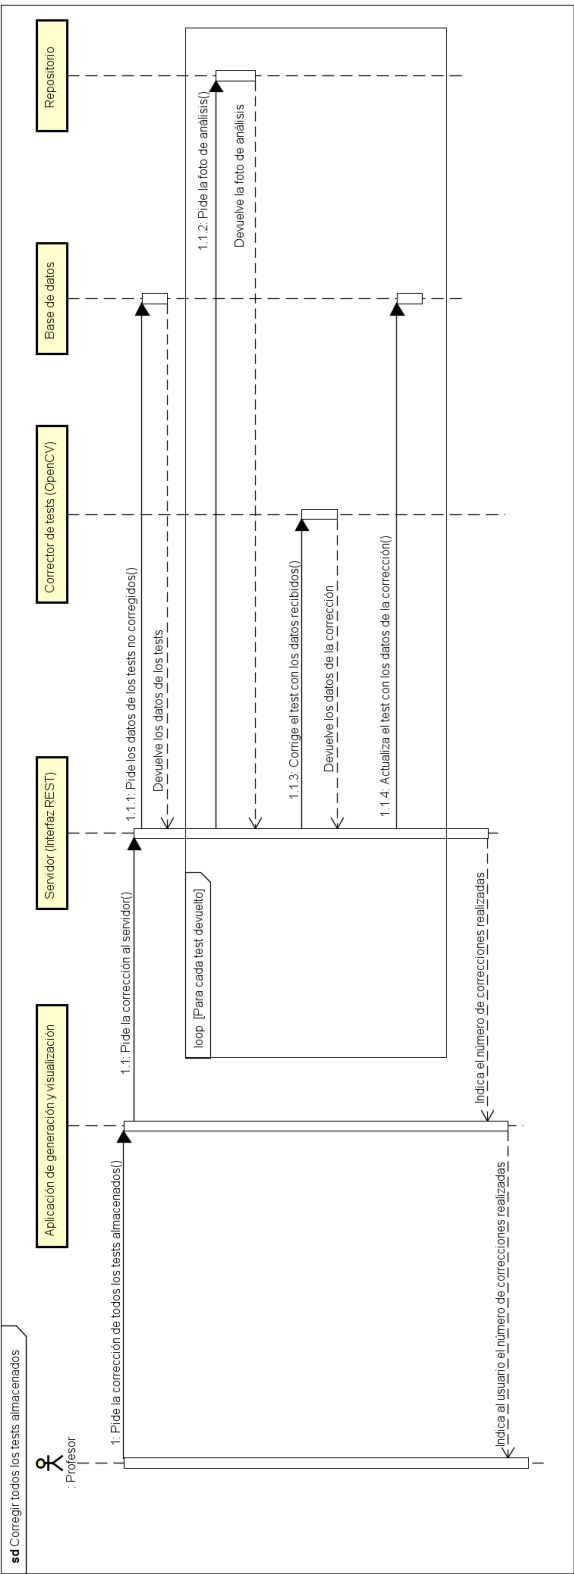 sd Corregir todos los tests almacenados
: Profesor
Aplicación de generación y visualización
Servidor (Interfaz REST)
Corrector de tests (OpenCV)
Base de datos
Repositorio
1: Pide la corrección de todos los tests almacenados()
1.1: Pide la corrección al servidor()
1.1.1: Pide los datos de los tests no corregidos()
Devuelve los datos de los tests
loop [Para cada test devuelto]
1.1.2: Pide la foto de análisis()
Devuelve la foto de análisis
1.1.3: Corrige el test con los datos recibidos()
Devuelve los datos de la corrección
1.1.4: Actualiza el test con los datos de la corrección()
Indica el número de correcciones realizadas
Indica al usuario el número de correcciones realizadas